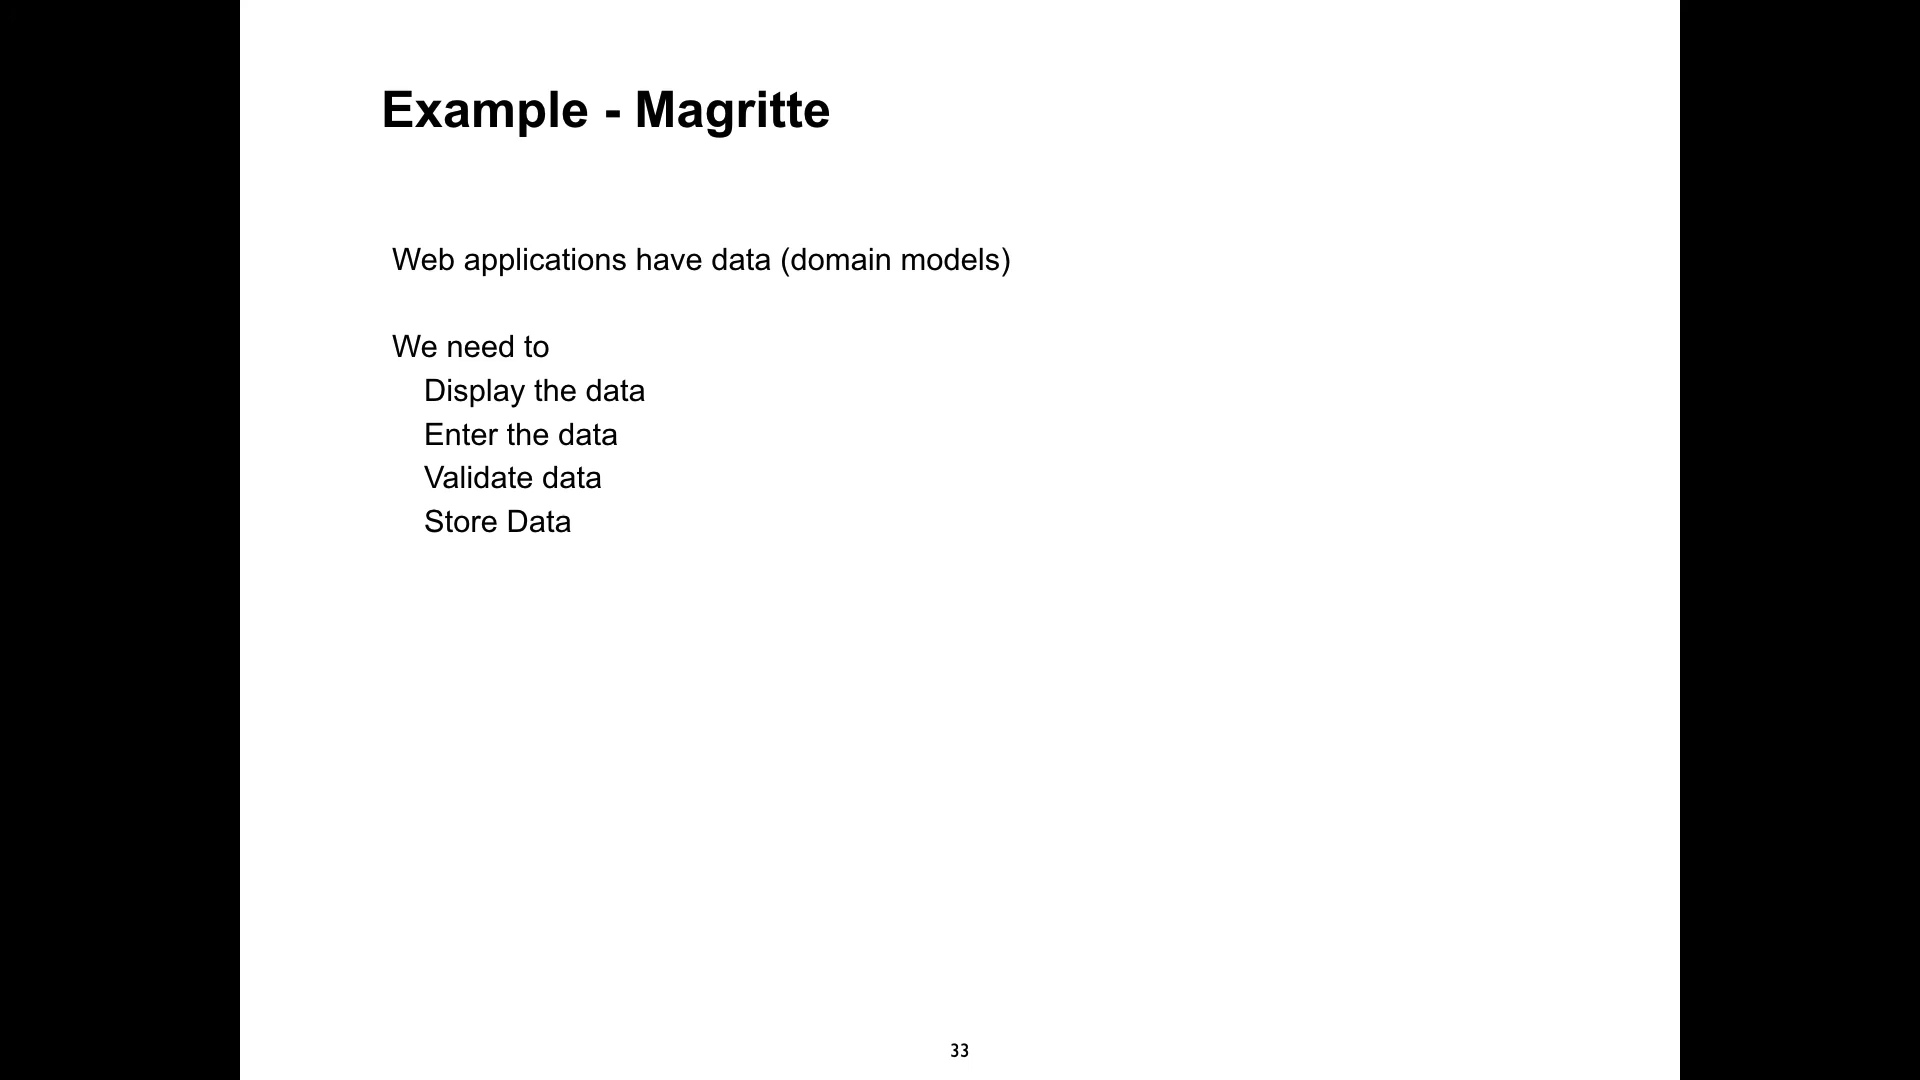 Example - Magritte
Web applications have data (domain models)
We need to
Display the data
Enter the data
Validate data
Store Data
33